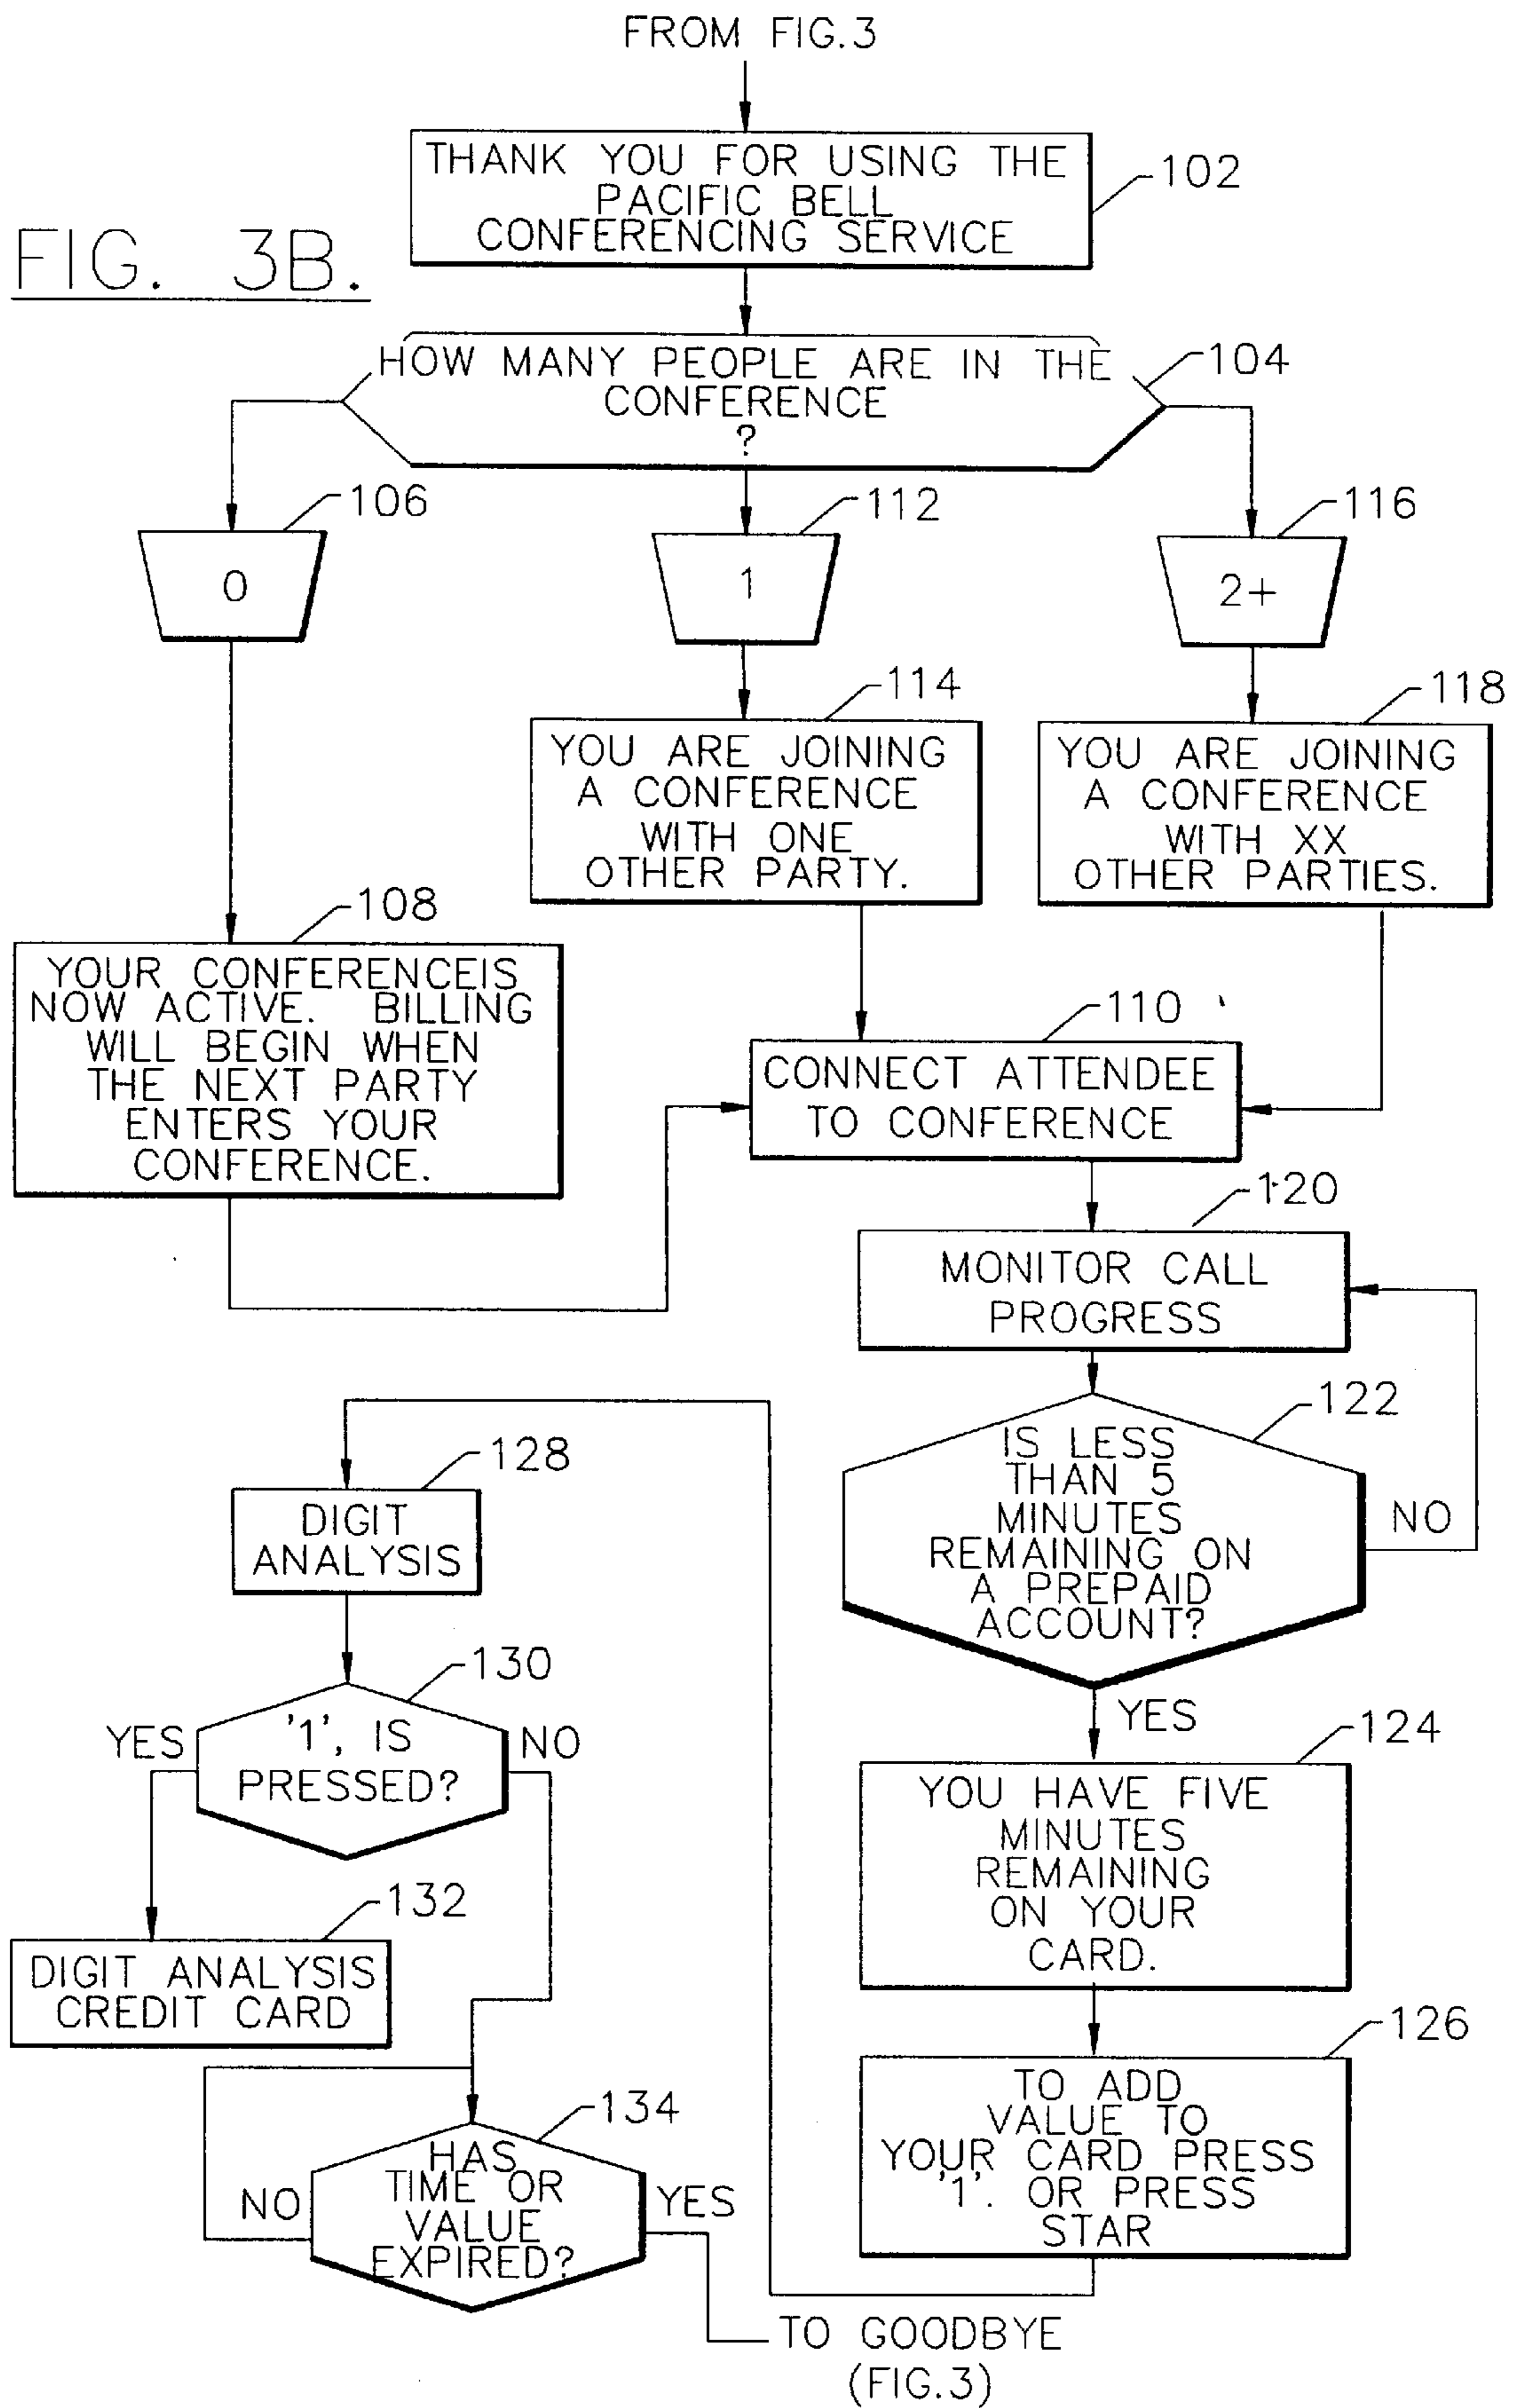 FROM FIG.3
THANK YOU FOR USING THE
PACIFIC BELL
CONFERENCING SERVICE
102
FIG. 3B.
HOW MANY PEOPLE ARE IN THE
CONFERENCE
?
104
106
0
112
1
116
2+
114
YOU ARE JOINING
A CONFERENCE
WITH ONE
OTHER PARTY.
118
YOU ARE JOINING
A CONFERENCE
WITH XX
OTHER PARTIES.
108
YOUR CONFERENCEIS
NOW ACTIVE. BILLING
WILL BEGIN WHEN
THE NEXT PARTY
ENTERS YOUR
CONFERENCE.
110
CONNECT ATTENDEE
TO CONFERENCE
120
MONITOR CALL
PROGRESS
122
IS LESS
THAN 5
MINUTES
REMAINING ON
A PREPAID
ACCOUNT?
NO
YES
124
YOU HAVE FIVE
MINUTES
REMAINING
ON YOUR
CARD.
126
TO ADD
VALUE TO
YOUR CARD PRESS
'1'. OR PRESS
STAR
128
DIGIT
ANALYSIS
130
'1', IS
PRESSED?
YES
NO
132
DIGIT ANALYSIS
CREDIT CARD
134
HAS
TIME OR
VALUE
EXPIRED?
NO
YES
TO GOODBYE
(FIG.3)